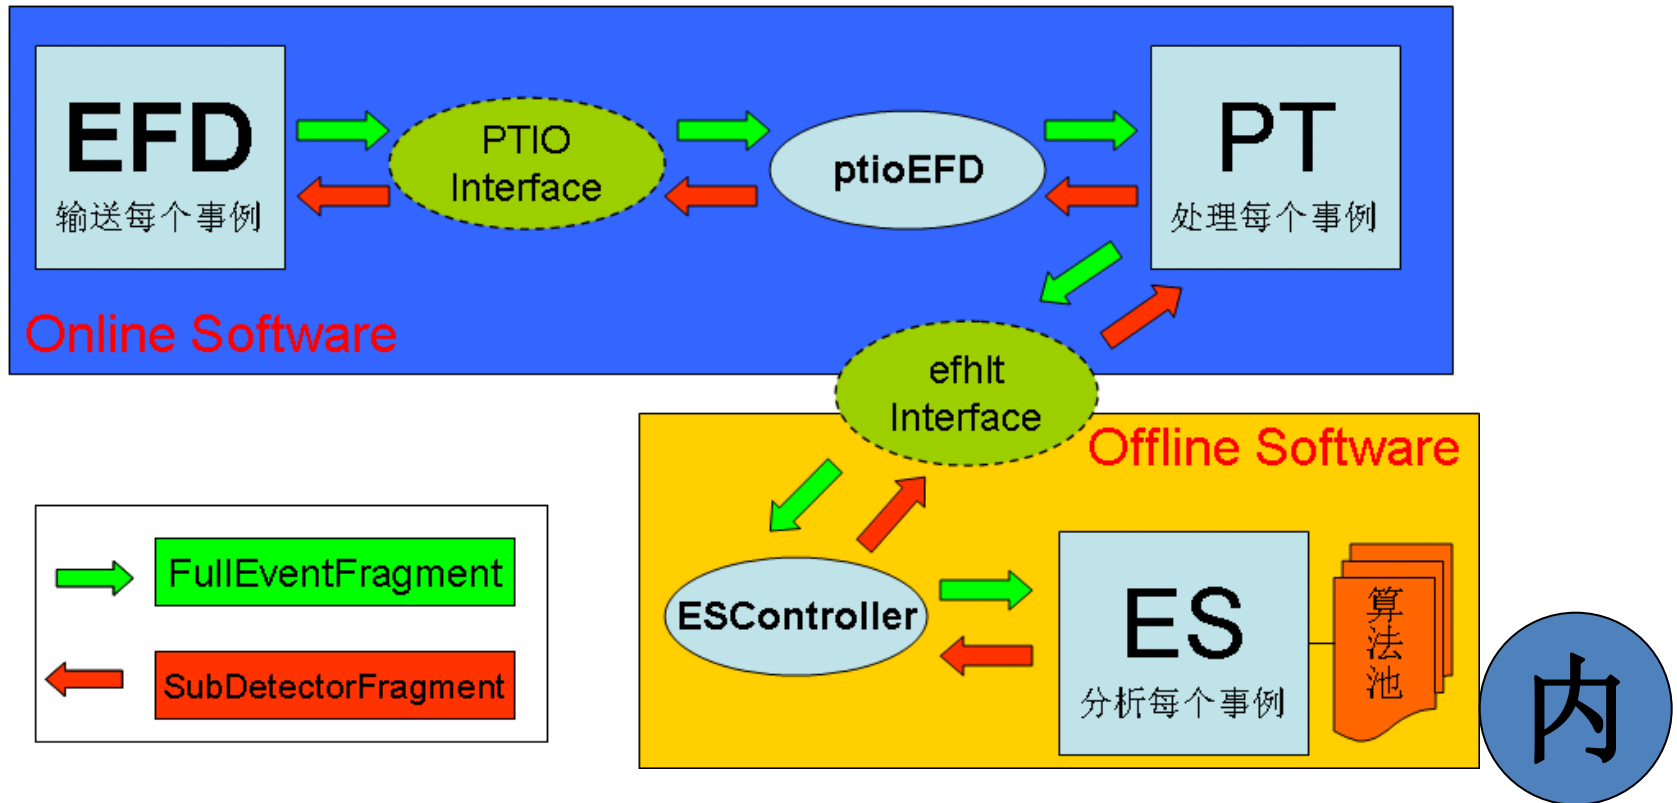 EFD
输送每个事例
PTIO
Interface
ptioEFD
PT
处理每个事例
Online Software
efhlt
Interface
Offline Software
FullEventFragment
SubDetectorFragment
ESController
ES
分析每个事例
算
法
池
内